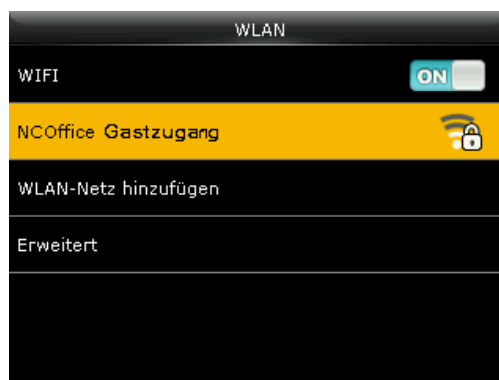 WLAN
WIFI ON
NCOffice Gastzugang
WLAN-Netz hinzufügen
Erweitert